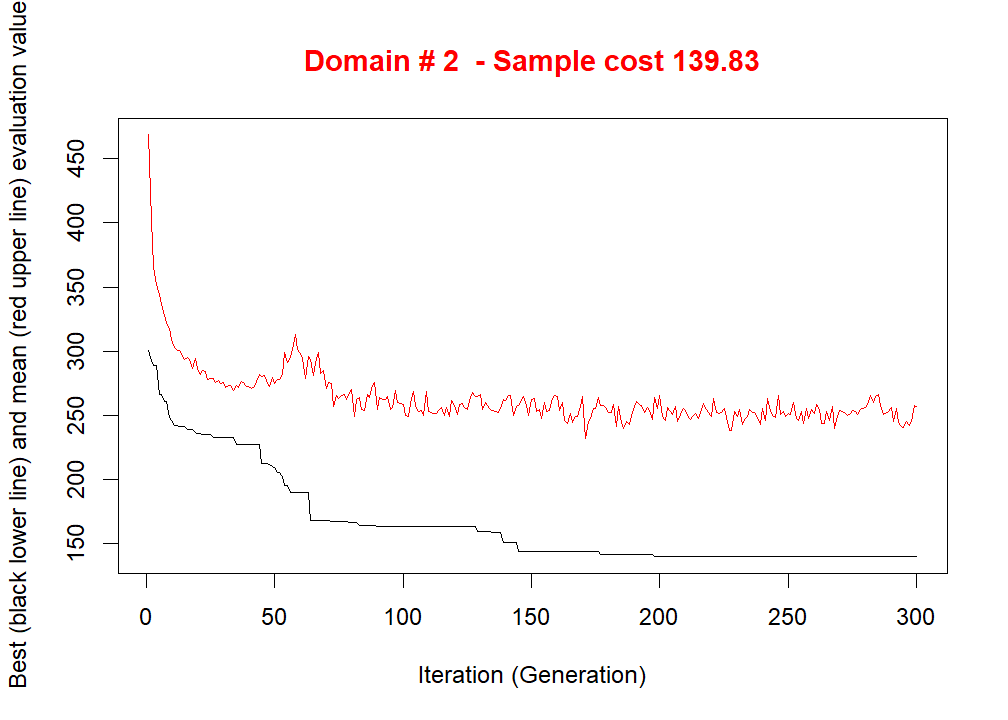 Domain # 2  - Sample cost 139.83
Best (black lower line) and mean (red upper line) evaluation value
450
400
350
300
250
200
150
0 50 100 150 200 250 300
Iteration (Generation)